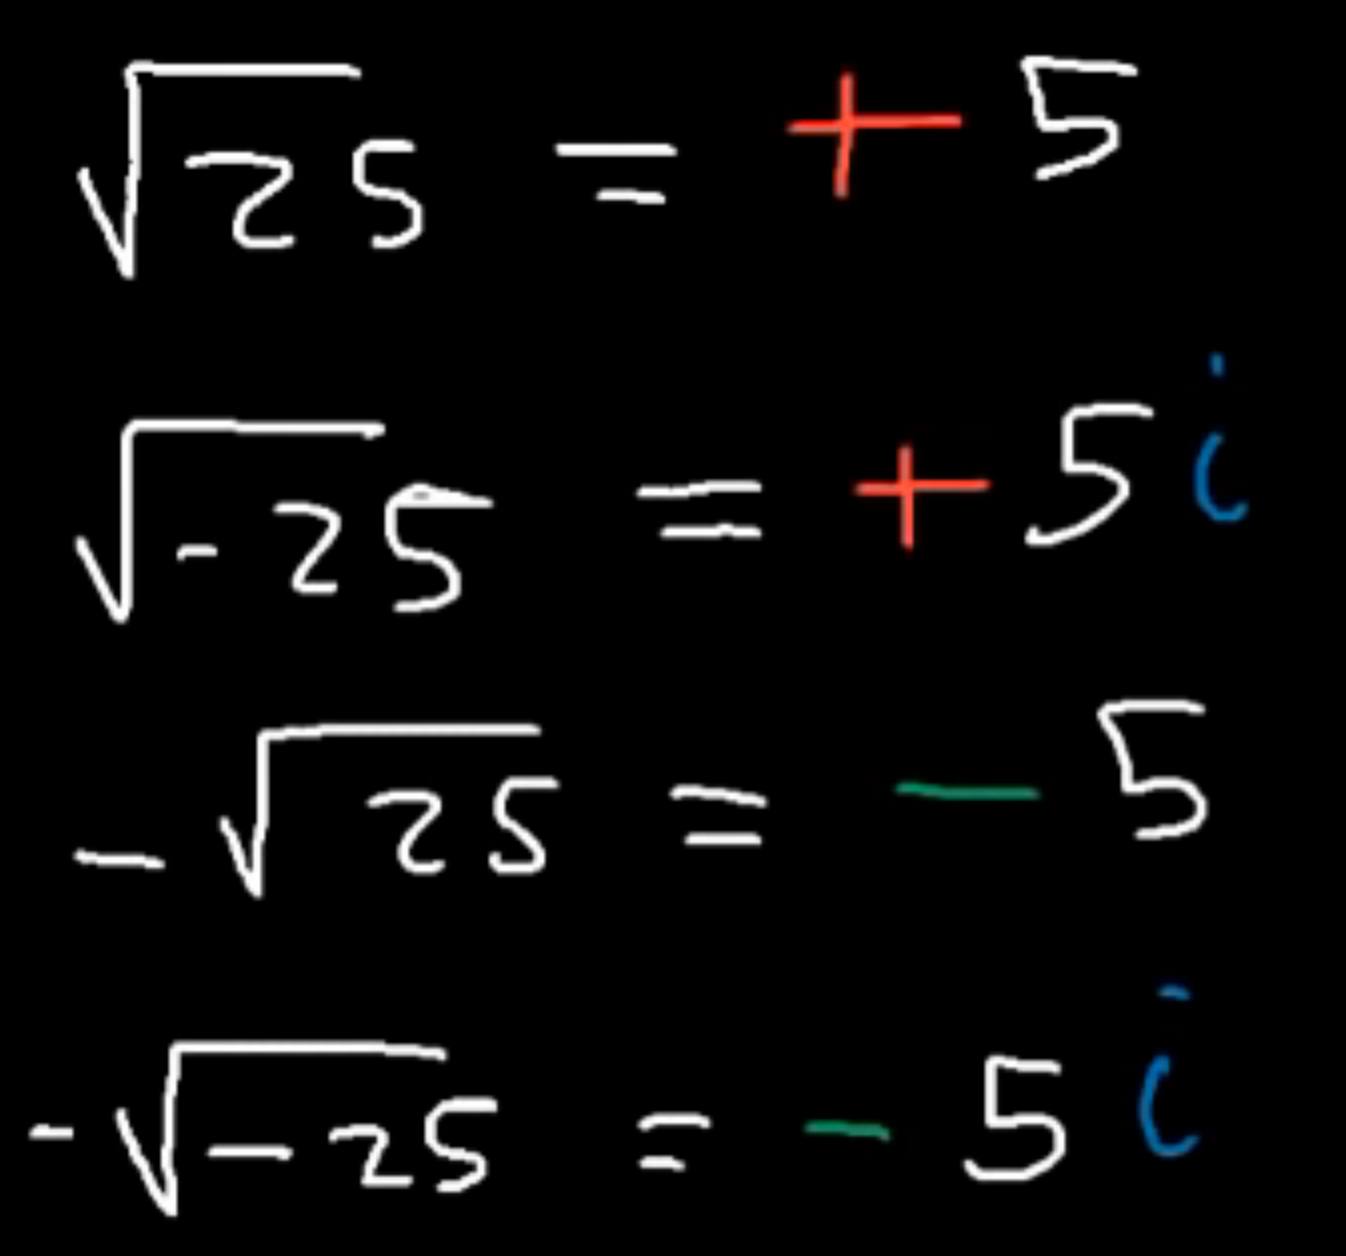 √25 = +5
√-25 = +5i
-√25 = -5
-√-25 = -5i